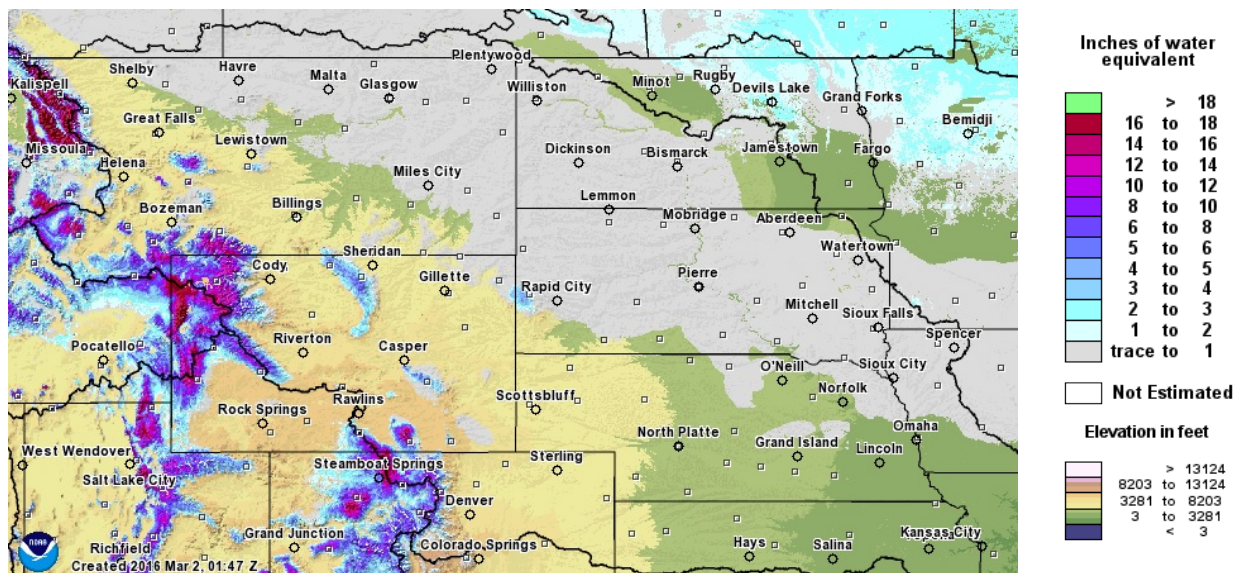 Plentywood
Shelby
Havre
Malta
Glasgow
Kalispell
Williston
Minot
Rugby
Devils Lake
Grand Forks
Bemidji
Great Falls
Lewistown
Missoula
Helena
Dickinson
Bismarck
Jamestown
Fargo
Miles City
Lemmon
Bozeman
Billings
Mobridge
Aberdeen
Sheridan
Watertown
Cody
Gillette
Rapid City
Pierre
Mitchell
Sioux Falls
Spencer
Pocatello
Riverton
Casper
O'Neill
Sioux City
Norfolk
Rock Springs
Rawlins
Scottsbluff
North Platte
Grand Island
Omaha
Lincoln
West Wendover
Salt Lake City
Steamboat Springs
Sterling
Denver
Grand Junction
Richfield
Colorado Springs
Hays
Salina
Kansas City
NOAA
Created 2016 Mar 2, 01:47 Z
Inches of water
equivalent
> 18
16 to 18
14 to 16
12 to 14
10 to 12
8 to 10
6 to 8
5 to 6
4 to 5
3 to 4
2 to 3
1 to 2
trace to 1
Not Estimated
Elevation in feet
> 13124
8203 to 13124
3281 to 8203
3 to 3281
< 3